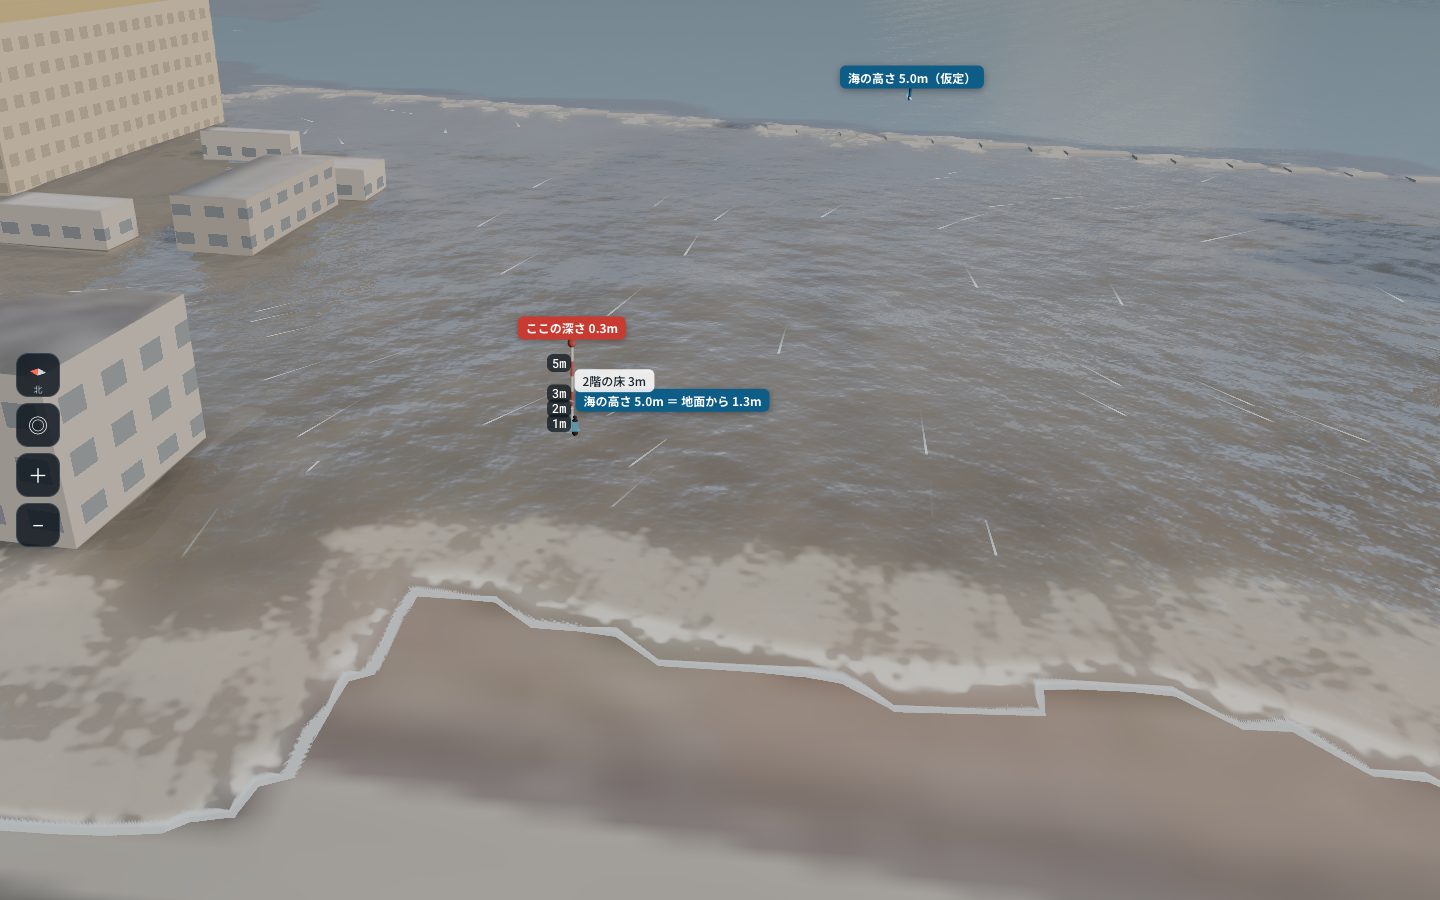 海の高さ 5.0m（仮定）
ここの深さ 0.3m
5m
2階の床 3m
3m
海の高さ 5.0m ＝ 地面から 1.3m
2m
1m
北
+
−